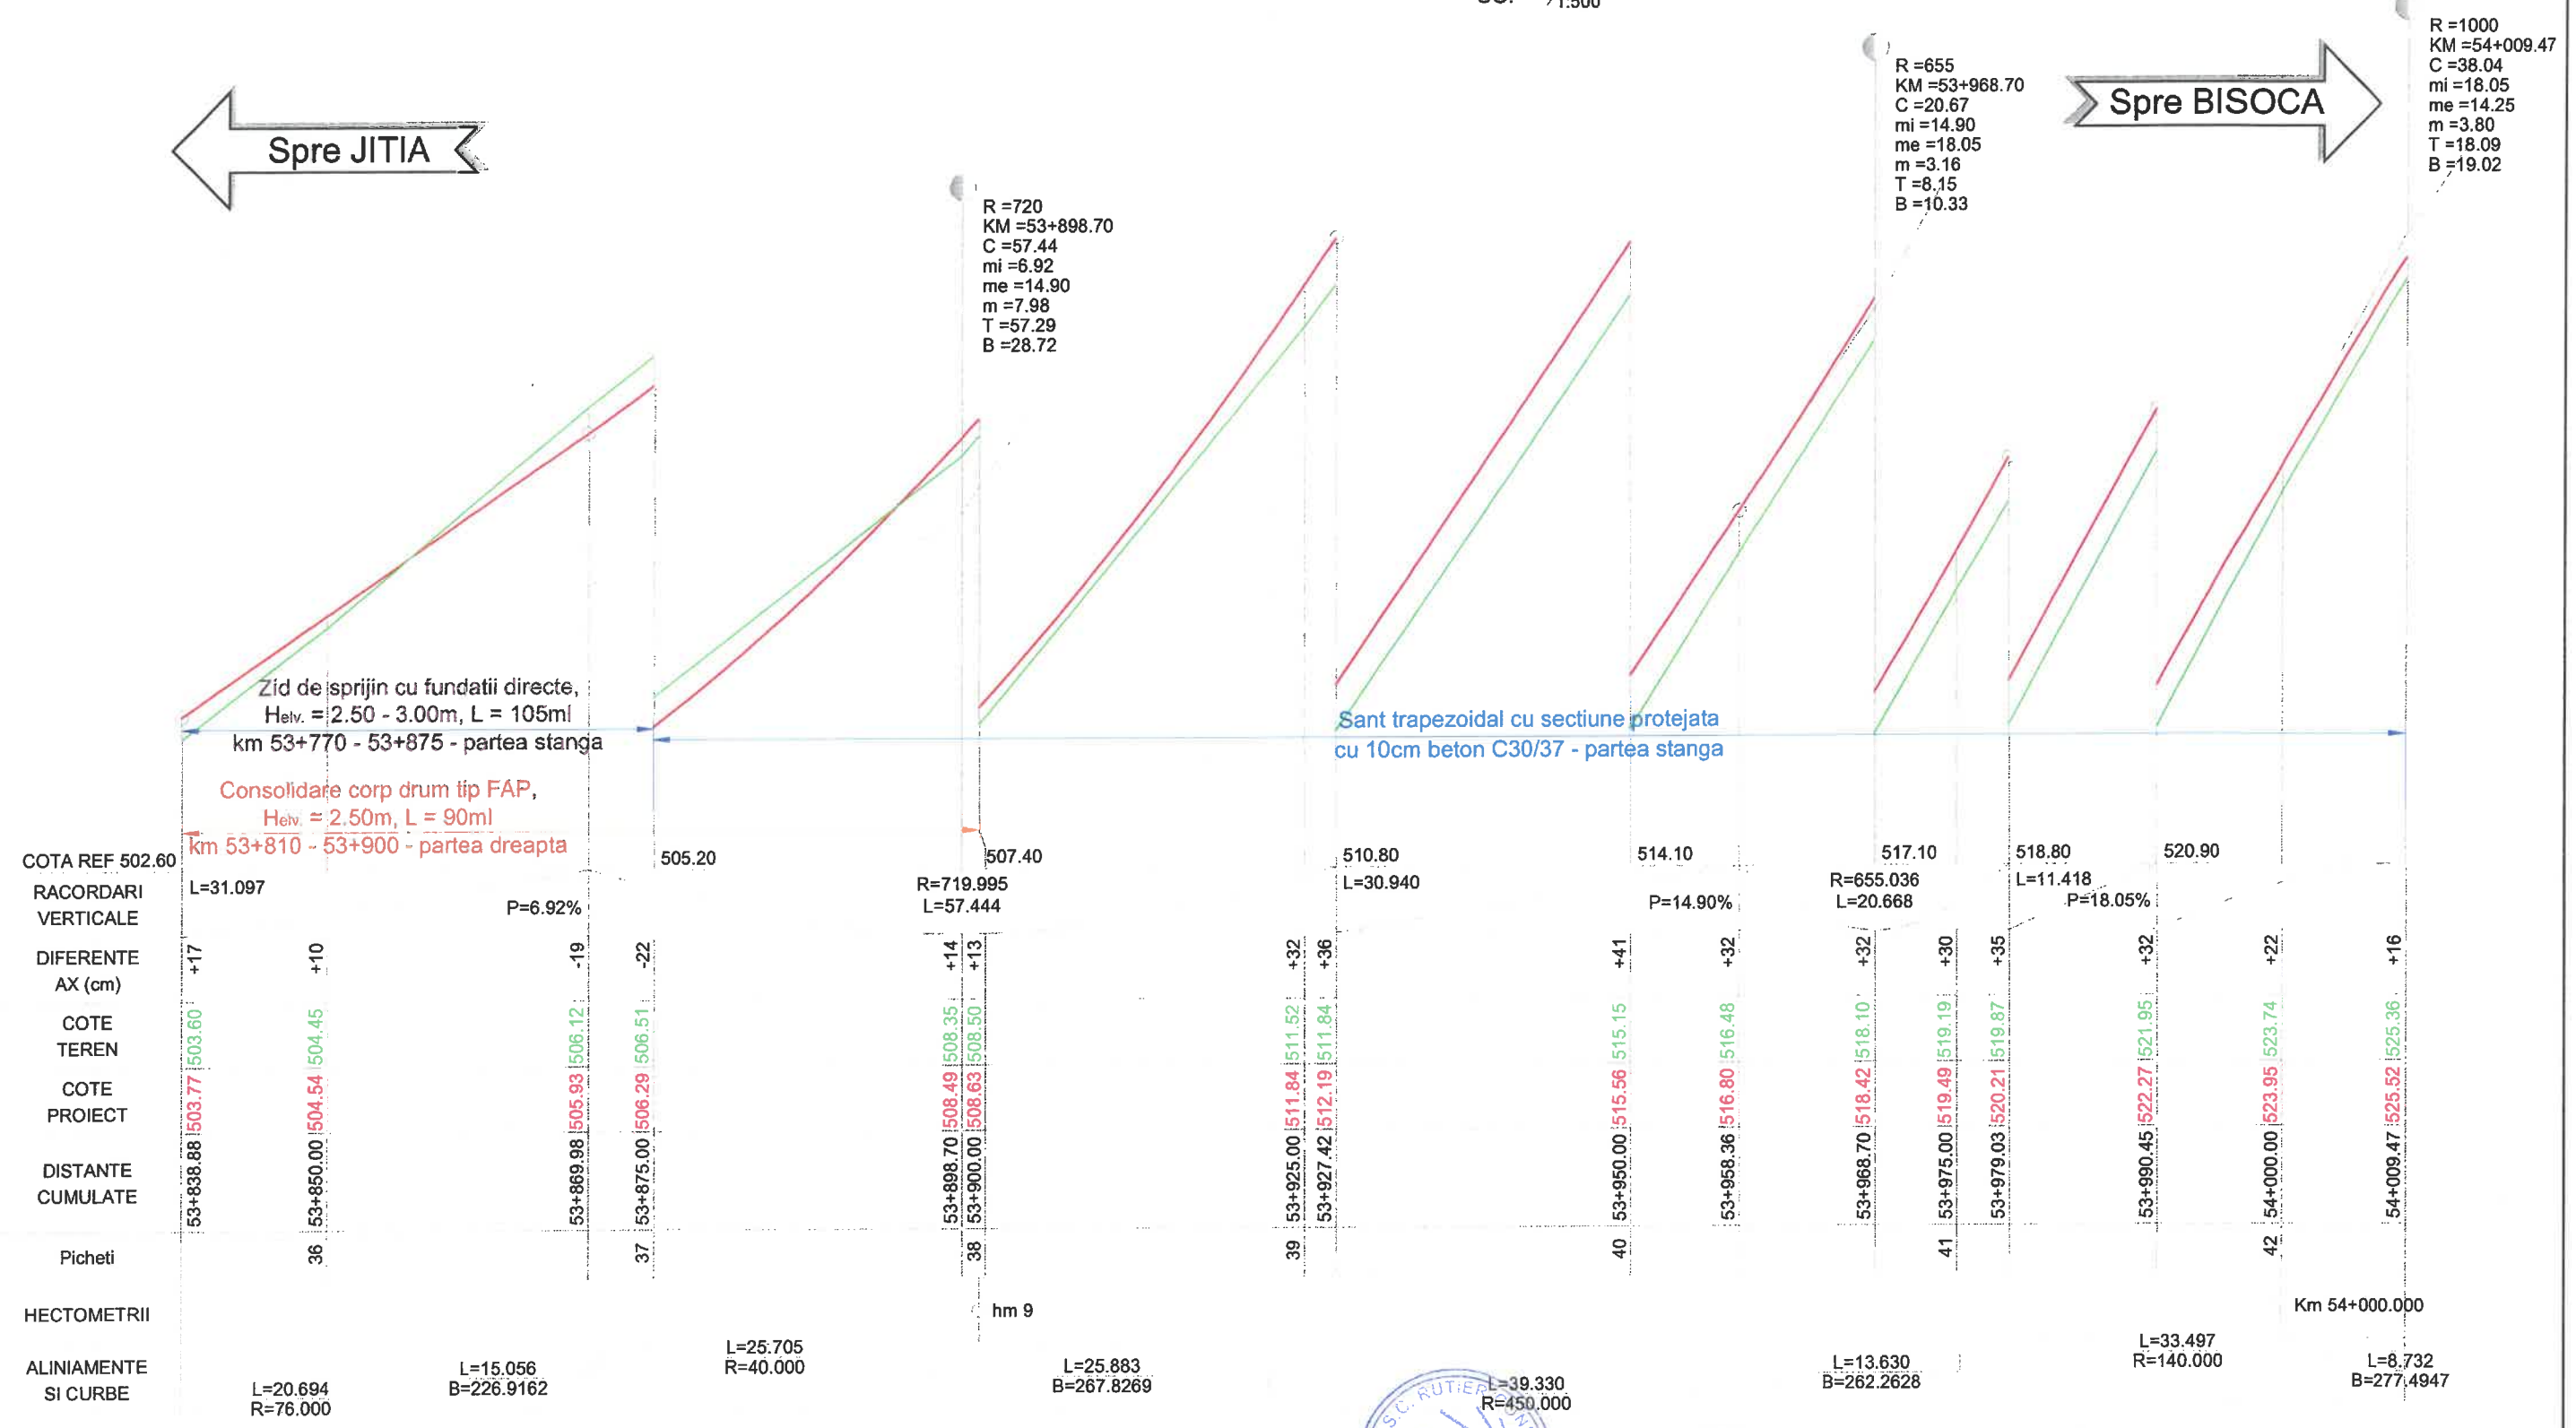 1:500
R =1000
KM =54+009.47
C =38.04
mi =18.05
me =14.25
m =3.80
T =18.09
B =19.02
R =655
KM =53+968.70
C =20.67
mi =14.90
me =18.05
m =3.16
T =8.15
B =10.33
Spre BISOCA
Spre JITIA
R =720
KM =53+898.70
C =57.44
mi =6.92
me =14.90
m =7.98
T =57.29
B =28.72
Zid de sprijin cu fundatii directe,
Helv. = 2.50 - 3.00m, L = 105ml
km 53+770 - 53+875 - partea stanga
Sant trapezoidal cu sectiune protejata
cu 10cm beton C30/37 - partea stanga
Consolidare corp drum tip FAP,
Helv. = 2.50m, L = 90ml
km 53+810 - 53+900 - partea dreapta
COTA REF 502.60 505.20 507.40 510.80 514.10 517.10 518.80 520.90
RACORDARI
VERTICALE
L=31.097
P=6.92%
R=719.995
L=57.444
L=30.940
P=14.90%
R=655.036
L=20.668
L=11.418
P=18.05%
DIFERENTE
AX (cm)
+17 +10 -19 -22 +14 +13 +32 +36 +41 +32 +32 +30 +35 +32 +22 +16
COTE
TEREN
503.60 504.45 506.12 506.51 508.35 508.50 511.52 511.84 515.15 516.48 518.10 519.19 519.87 521.95 523.74 525.36
COTE
PROIECT
503.77 504.54 505.93 506.29 508.49 508.63 511.84 512.19 515.56 516.80 518.42 519.49 520.21 522.27 523.95 525.52
DISTANTE
CUMULATE
53+838.88 53+850.00 53+869.98 53+875.00 53+898.70 53+900.00 53+925.00 53+927.42 53+950.00 53+958.36 53+968.70 53+975.00 53+979.03 53+990.45 54+000.00 54+009.47
Picheti 36 37 38 39 40 41 42
HECTOMETRII hm 9 Km 54+000.000
ALINIAMENTE
SI CURBE
L=20.694
R=76.000
L=15.056
B=226.9162
L=25.705
R=40.000
L=25.883
B=267.8269
L=39.330
R=450.000
L=13.630
B=262.2628
L=33.497
R=140.000
L=8.732
B=277.4947
S.C. RUTIER